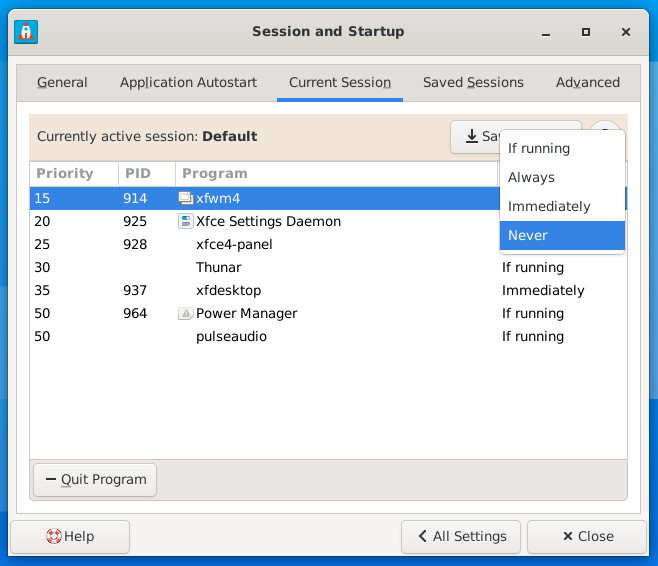 Session and Startup
General Application Autostart Current Session Saved Sessions Advanced
Currently active session: Default
If running
Always
Immediately
Never
Priority PID Program
15 914 xfwm4
20 925 Xfce Settings Daemon
25 928 xfce4-panel
30 Thunar If running
35 937 xfdesktop Immediately
50 964 Power Manager If running
50 pulseaudio If running
Quit Program
Help All Settings Close